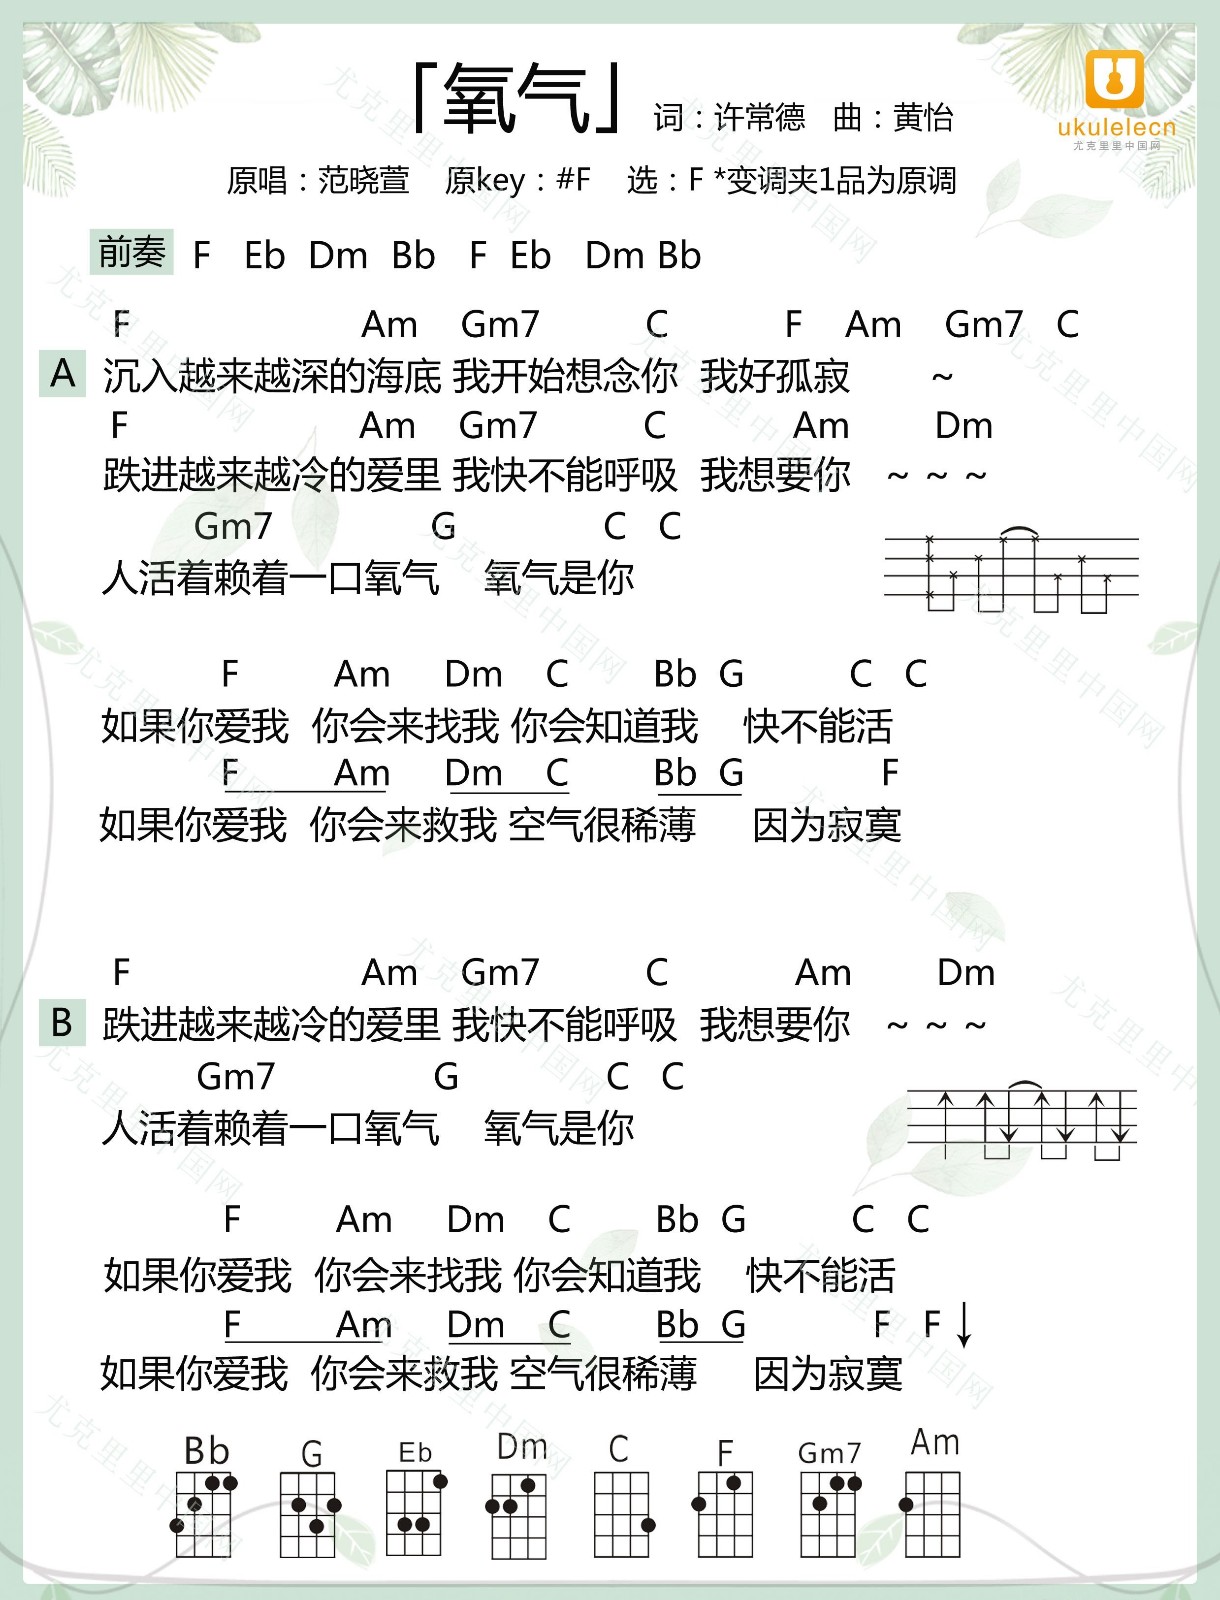 「氧气」 词：许常德 曲：黄怡
ukulelecn
尤克里里中国网
原唱：范晓萱 原key：#F 选：F *变调夹1品为原调
前奏 F Eb Dm Bb F Eb Dm Bb
F Am Gm7 C F Am Gm7 C
A 沉入越来越深的海底 我开始想念你 我好孤寂 ~
F Am Gm7 C Am Dm
跌进越来越冷的爱里 我快不能呼吸 我想要你 ~ ~ ~
Gm7 G C C
人活着赖着一口氧气 氧气是你
F Am Dm C Bb G C C
如果你爱我 你会来找我 你会知道我 快不能活
F Am Dm C Bb G F
如果你爱我 你会来救我 空气很稀薄 因为寂寞
F Am Gm7 C Am Dm
B 跌进越来越冷的爱里 我快不能呼吸 我想要你 ~ ~ ~
Gm7 G C C
人活着赖着一口氧气 氧气是你
F Am Dm C Bb G C C
如果你爱我 你会来找我 你会知道我 快不能活
F Am Dm C Bb G F F↓
如果你爱我 你会来救我 空气很稀薄 因为寂寞
Bb G Eb Dm C F Gm7 Am